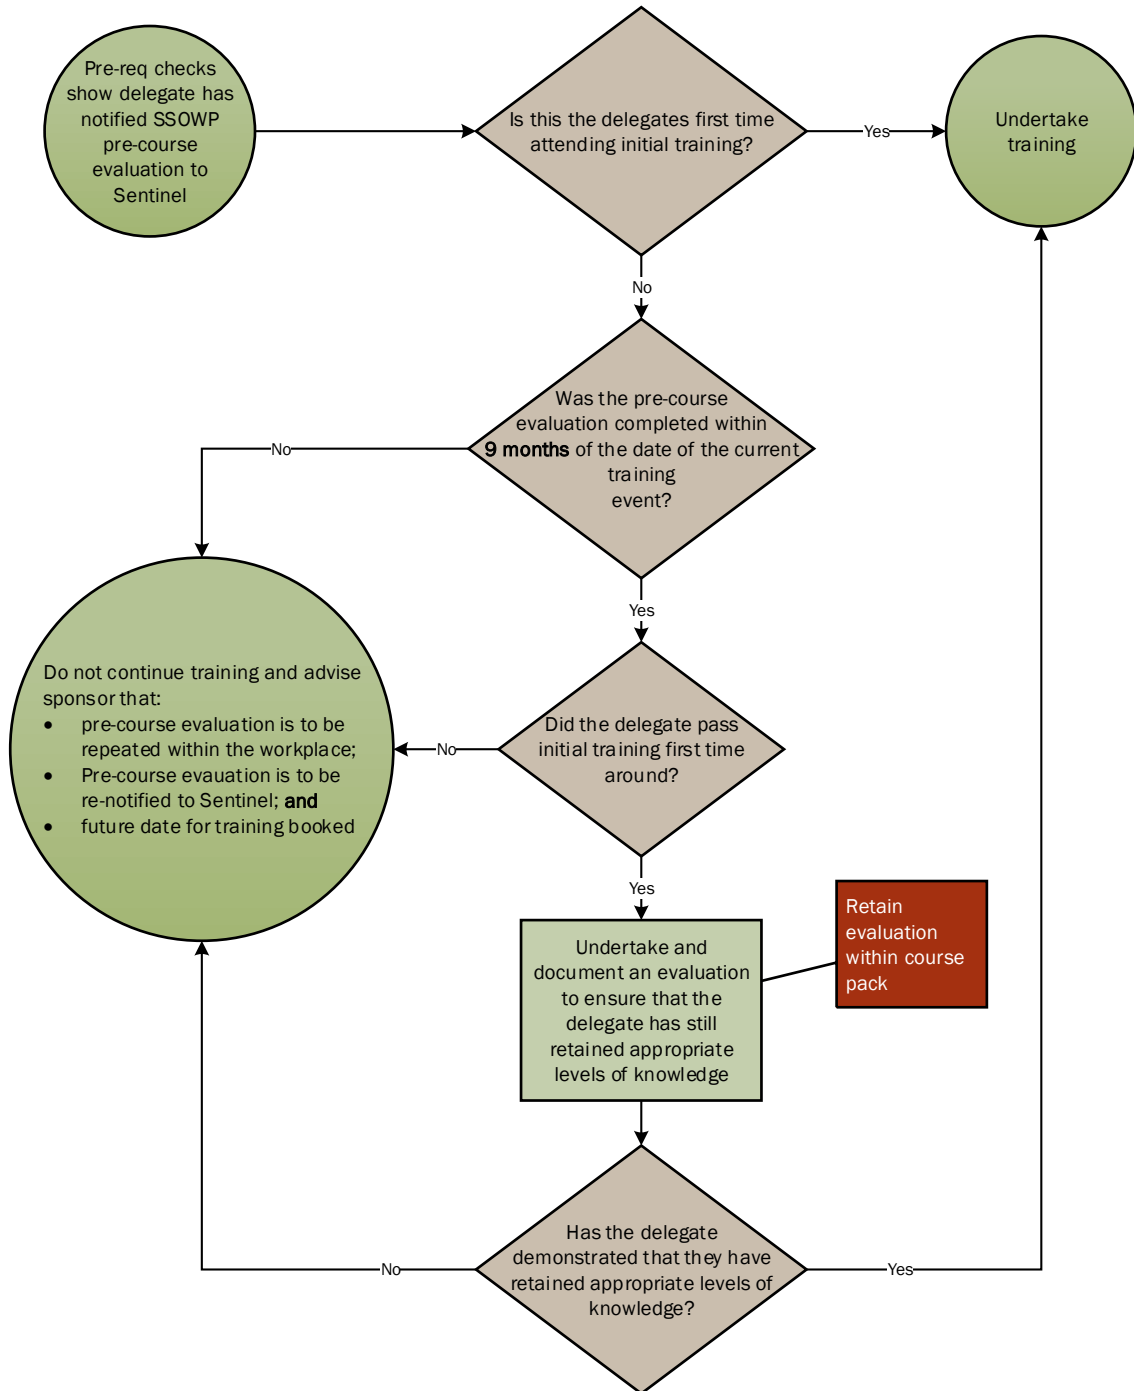 Pre-req checks
show delegate has
notified SSOWP
pre-course
evaluation to
Sentinel
Is this the delegates first time
attending initial training?
Yes
Undertake
training
No
Was the pre-course
evaluation completed within
9 months of the date of the current
training
event?
No
Yes
Do not continue training and advise
sponsor that:
• pre-course evaluation is to be
repeated within the workplace;
• Pre-course evauation is to be
re-notified to Sentinel; and
• future date for training booked
No
Did the delegate pass
initial training first time
around?
Yes
Undertake and
document an evaluation
to ensure that the
delegate has still
retained appropriate
levels of knowledge
Retain
evaluation
within course
pack
Has the delegate
demonstrated that they have
retained appropriate levels of
knowledge?
No
Yes